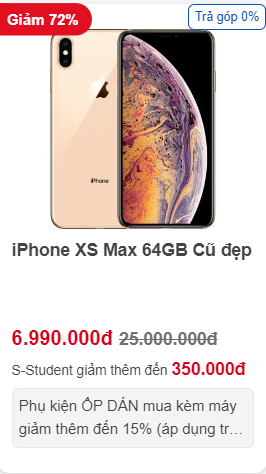 Giảm 72%
Trả góp 0%
iPhone
iPhone XS Max 64GB Cũ đẹp
6.990.000đ 25.000.000đ
S-Student giảm thêm đến 350.000đ
Phụ kiện ỐP DÁN mua kèm máy
giảm thêm đến 15% (áp dụng tr...